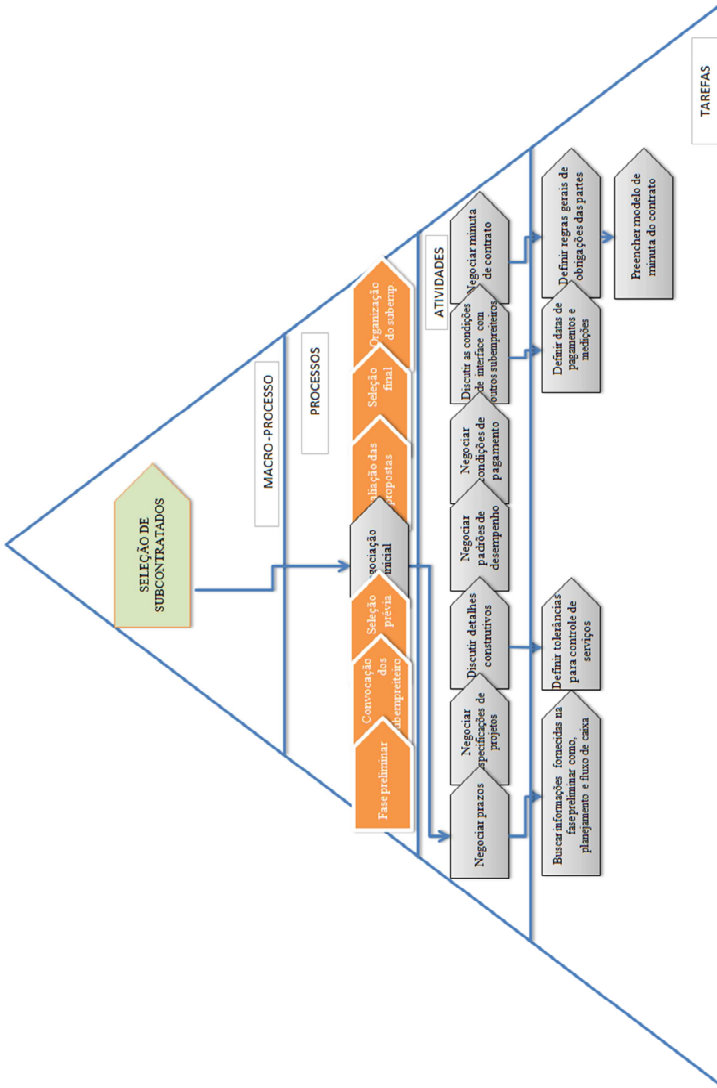 SELEÇÃO DE
SUBCONTRATADOS
MACRO-PROCESSO
PROCESSOS
Fase preliminar
Convocação
dos
ubempreiteiro
Seleção
prévia
egociação
inicial
aliação das
propostas
Seleção
final
Organização
do subemp
ATIVIDADES
Negociar prazos
Negociar
specificações de
projetos
Discutir detalhes
construtivos
Negociar
padrões de
desempenho
Negociar
condições de
pagamento
Discutir as condições
de interface com
outros subempreiteiros
Negociar minuta
de contrato
Buscar informações fornecidas na
fase preliminar como,
planejamento e fluxo de caixa
Definir tolerâncias
para controle de
serviços
Definir datas de
pagamentos e
medições
Definir regras gerais de
obrigações das partes
Preencher modelo de
minuta do contrato
TAREFAS